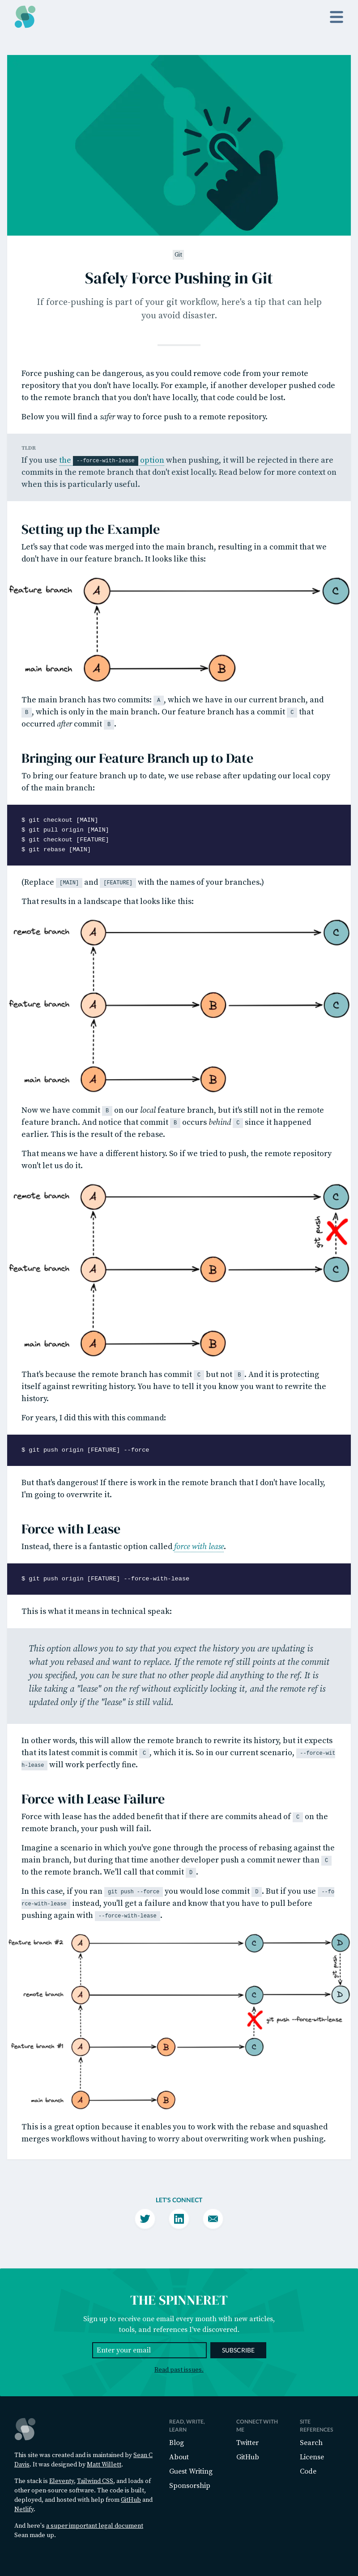 Git
Safely Force Pushing in Git
If force-pushing is part of your git workflow, here's a tip that can help
you avoid disaster.
Force pushing can be dangerous, as you could remove code from your remote
repository that you don't have locally. For example, if another developer pushed code
to the remote branch that you don't have locally, that code could be lost.
Below you will find a safer way to force push to a remote repository.
TLDR
If you use the --force-with-lease option when pushing, it will be rejected in there are
commits in the remote branch that don't exist locally. Read below for more context on
when this is particularly useful.
Setting up the Example
Let's say that code was merged into the main branch, resulting in a commit that we
don't have in our feature branch. It looks like this:
feature branch A C
main branch A B
The main branch has two commits: A, which we have in our current branch, and
B, which is only in the main branch. Our feature branch has a commit C that
occurred after commit B.
Bringing our Feature Branch up to Date
To bring our feature branch up to date, we use rebase after updating our local copy
of the main branch:
$ git checkout [MAIN]
$ git pull origin [MAIN]
$ git checkout [FEATURE]
$ git rebase [MAIN]
(Replace [MAIN] and [FEATURE] with the names of your branches.)
That results in a landscape that looks like this:
remote branch A C
feature branch A B C
main branch A B
Now we have commit B on our local feature branch, but it's still not in the remote
feature branch. And notice that commit B occurs behind C since it happened
earlier. This is the result of the rebase.
That means we have a different history. So if we tried to push, the remote repository
won't let us do it.
remote branch A C
git push
feature branch A B C
main branch A B
That's because the remote branch has commit C but not B. And it is protecting
itself against rewriting history. You have to tell it you know you want to rewrite the
history.
For years, I did this with this command:
$ git push origin [FEATURE] --force
But that's dangerous! If there is work in the remote branch that I don't have locally,
I'm going to overwrite it.
Force with Lease
Instead, there is a fantastic option called force with lease.
$ git push origin [FEATURE] --force-with-lease
This is what it means in technical speak:
This option allows you to say that you expect the history you are updating is
what you rebased and want to replace. If the remote ref still points at the commit
you specified, you can be sure that no other people did anything to the ref. It is
like taking a "lease" on the ref without explicitly locking it, and the remote ref is
updated only if the "lease" is still valid.
In other words, this will allow the remote branch to rewrite its history, but it expects
that its latest commit is commit C, which it is. So in our current scenario, --force-wit
h-lease will work perfectly fine.
Force with Lease Failure
Force with lease has the added benefit that if there are commits ahead of C on the
remote branch, your push will fail.
Imagine a scenario in which you've gone through the process of rebasing against the
main branch, but during that time another developer push a commit newer than C
to the remote branch. We'll call that commit D.
In this case, if you ran git push --force you would lose commit D. But if you use --fo
rce-with-lease instead, you'll get a failure and know that you have to pull before
pushing again with --force-with-lease.
feature branch #2 A C D
git push
remote branch A C D
git push --force-with-lease
feature branch #1 A B C
main branch A B
This is a great option because it enables you to work with the rebase and squashed
merges workflows without having to worry about overwriting work when pushing.
LET'S CONNECT
THE SPINNERET
Sign up to receive one email every month with new articles,
tools, and references I've discovered.
Enter your email SUBSCRIBE
Read past issues.
This site was created and is maintained by Sean C
Davis. It was designed by Matt Willett.
The stack is Eleventy, Tailwind CSS, and loads of
other open-source software. The code is built,
deployed, and hosted with help from GitHub and
Netlify.
And here's a super important legal document
Sean made up.
READ, WRITE,
LEARN
Blog
About
Guest Writing
Sponsorship
CONNECT WITH
ME
Twitter
GitHub
SITE
REFERENCES
Search
License
Code